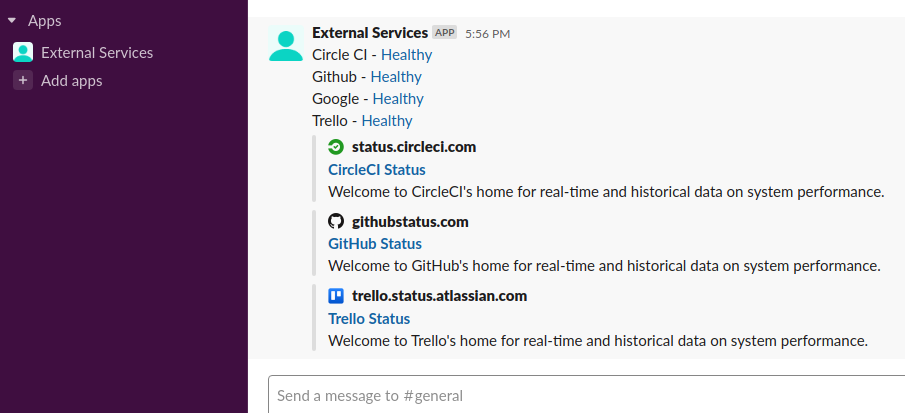 Apps
External Services
Add apps
External Services APP 5:56 PM
Circle CI - Healthy
Github - Healthy
Google - Healthy
Trello - Healthy
status.circleci.com
CircleCI Status
Welcome to CircleCI's home for real-time and historical data on system performance.
githubstatus.com
GitHub Status
Welcome to GitHub's home for real-time and historical data on system performance.
trello.status.atlassian.com
Trello Status
Welcome to Trello's home for real-time and historical data on system performance.
Send a message to #general